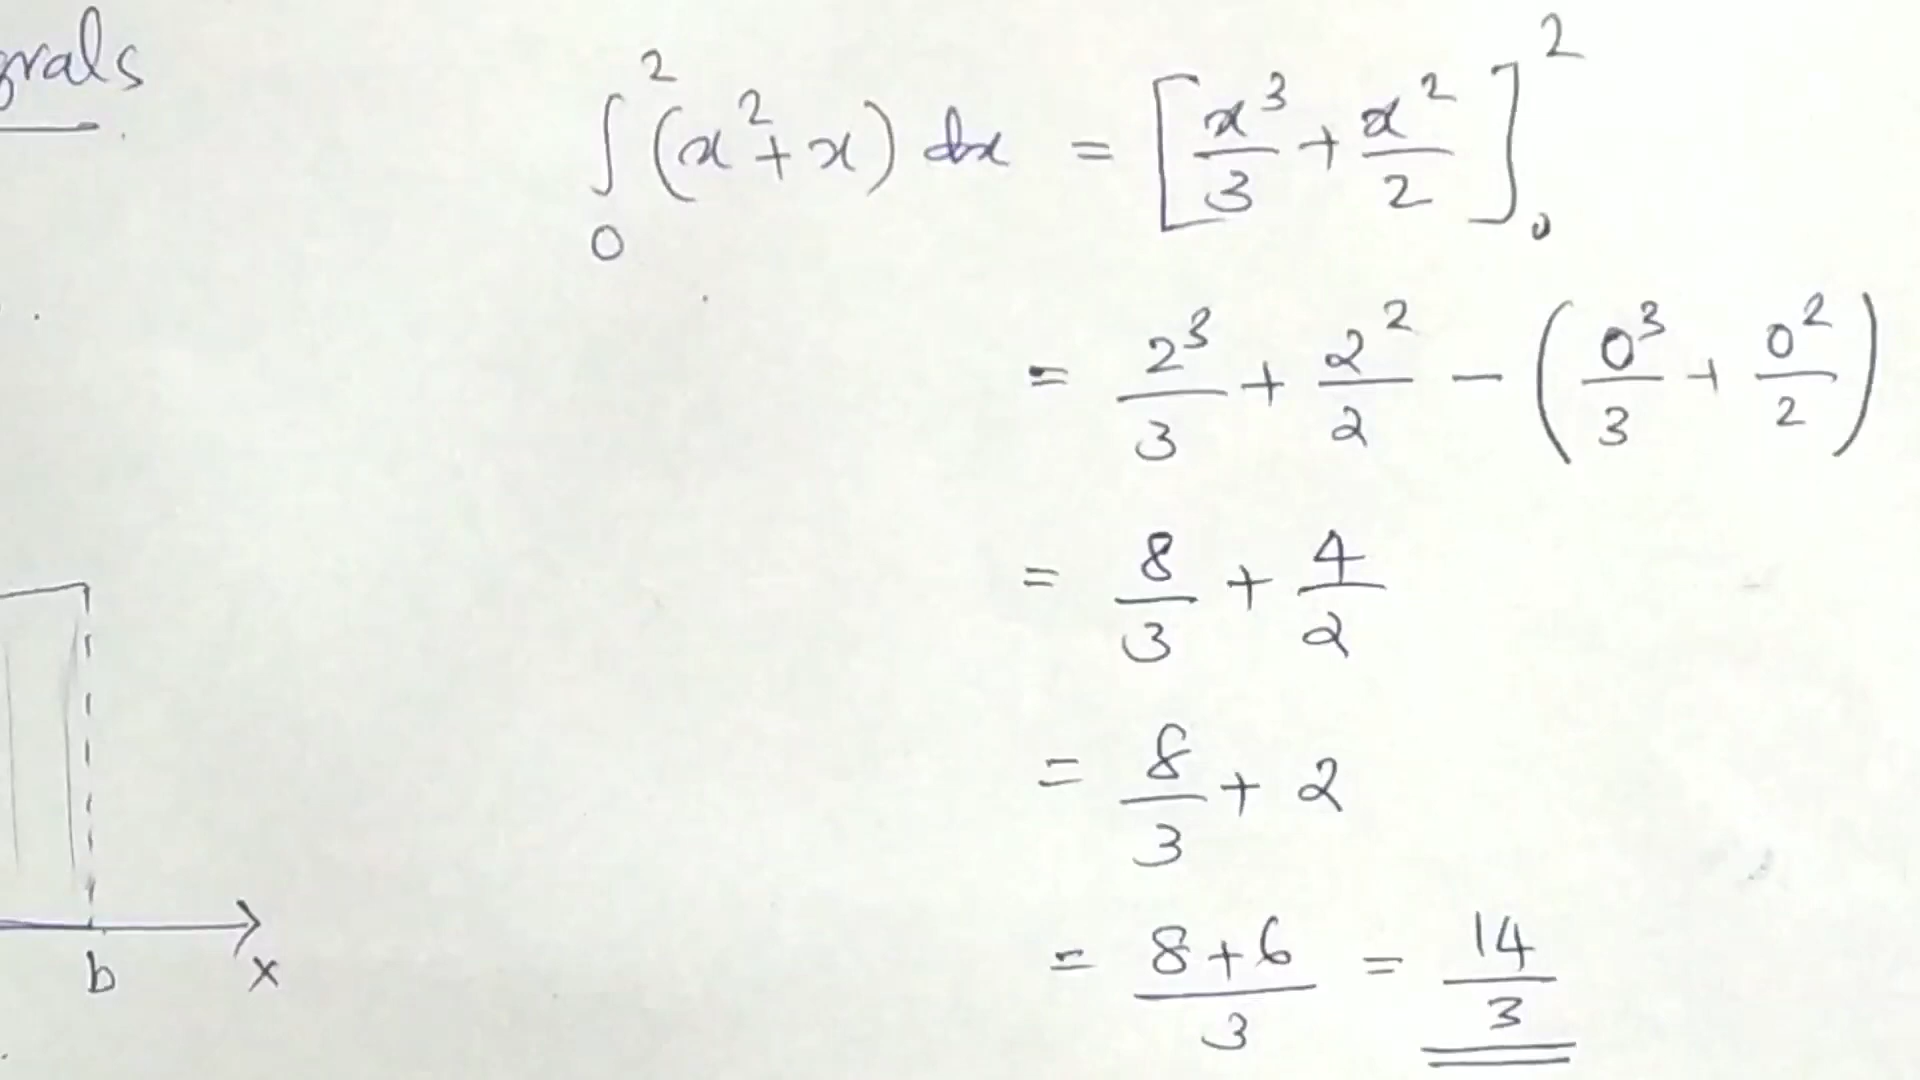 grals
∫₀² (x² + x) dx = [x³/3 + x²/2]₀²
= 2³/3 + 2²/2 − (0³/3 + 0²/2)
= 8/3 + 4/2
= 8/3 + 2
= (8+6)/3 = 14/3
b x